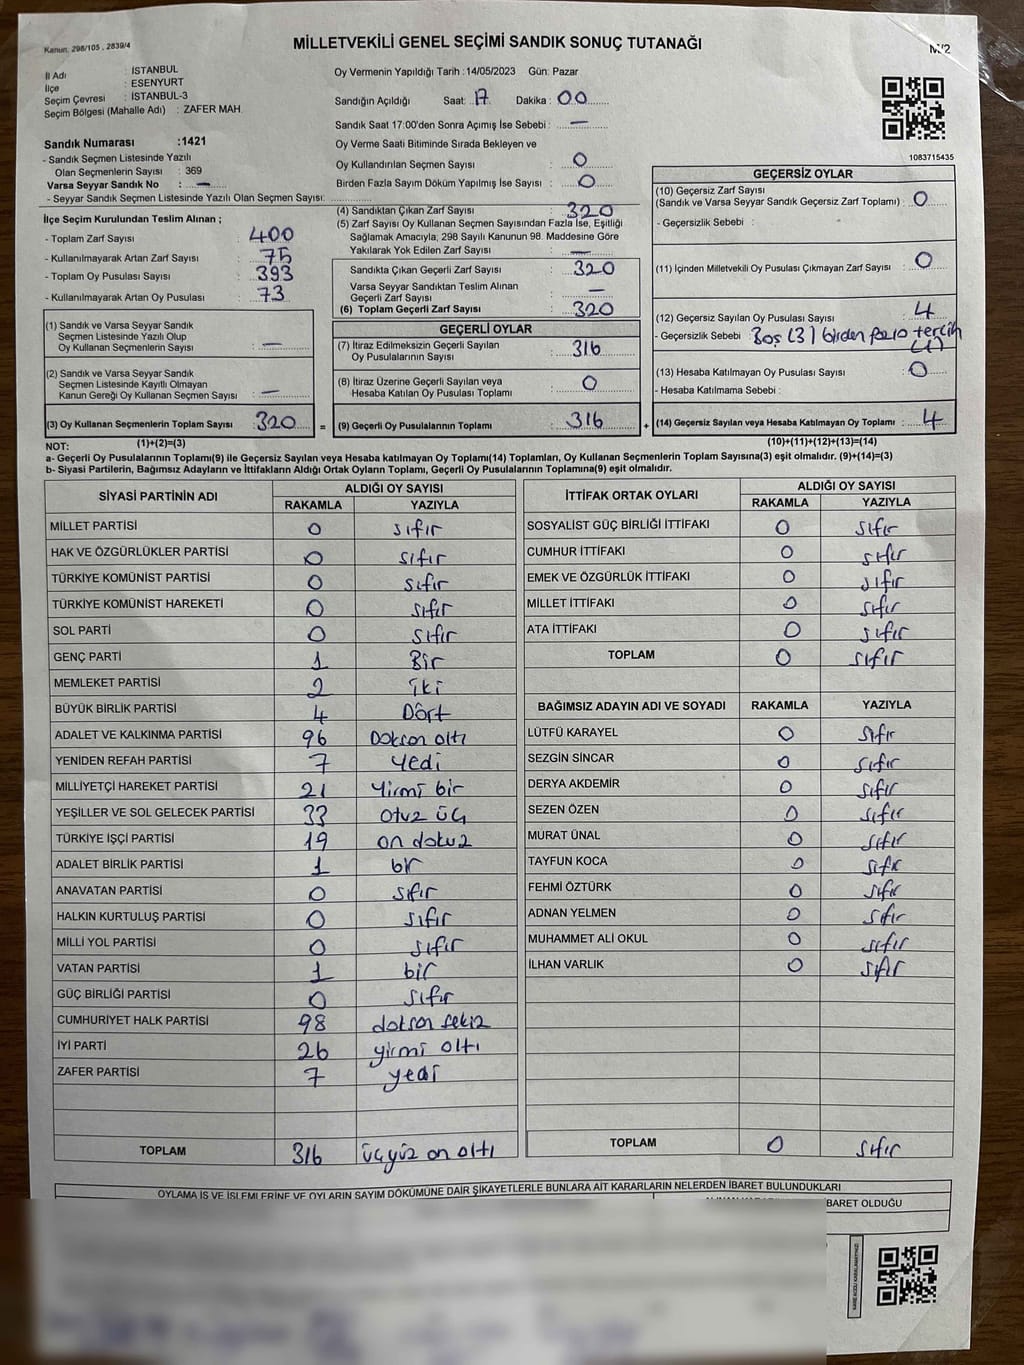 Kanun. 298/105 , 2839/4
MİLLETVEKİLİ GENEL SEÇİMİ SANDIK SONUÇ TUTANAĞI
M/2
İl Adı : İSTANBUL
İlçe : ESENYURT
Seçim Çevresi : İSTANBUL-3
Seçim Bölgesi (Mahalle Adı) : ZAFER MAH.
Oy Vermenin Yapıldığı Tarih :14/05/2023 Gün: Pazar
Sandığın Açıldığı Saat: 17 Dakika : 00
Sandık Saat 17:00'den Sonra Açımış İse Sebebi : —
Sandık Numarası :1421
- Sandık Seçmen Listesinde Yazılı
Olan Seçmenlerin Sayısı : 369
Varsa Seyyar Sandık No : —
- Seyyar Sandık Seçmen Listesinde Yazılı Olan Seçmen Sayısı:
Oy Verme Saati Bitiminde Sırada Bekleyen ve
Oy Kullandırılan Seçmen Sayısı : 0
Birden Fazla Sayım Döküm Yapılmış İse Sayısı : 0
1083715435
İlçe Seçim Kurulundan Teslim Alınan ;
- Toplam Zarf Sayısı : 400
- Kullanılmayarak Artan Zarf Sayısı : 75
- Toplam Oy Pusulası Sayısı : 393
- Kullanılmayarak Artan Oy Pusulası : 73
(4) Sandıktan Çıkan Zarf Sayısı : 320
(5) Zarf Sayısı Oy Kullanan Seçmen Sayısından Fazla İse, Eşitliği
Sağlamak Amacıyla, 298 Sayılı Kanunun 98. Maddesine Göre
Yakılarak Yok Edilen Zarf Sayısı : —
Sandıkta Çıkan Geçerli Zarf Sayısı : 320
Varsa Seyyar Sandıktan Teslim Alınan
Geçerli Zarf Sayısı : —
(6) Toplam Geçerli Zarf Sayısı : 320
GEÇERSİZ OYLAR
(10) Geçersiz Zarf Sayısı
(Sandık ve Varsa Seyyar Sandık Geçersiz Zarf Toplamı) : 0
- Geçersizlik Sebebi :
(11) İçinden Milletvekili Oy Pusulası Çıkmayan Zarf Sayısı : 0
(12) Geçersiz Sayılan Oy Pusulası Sayısı : 4
- Geçersizlik Sebebi Boş (3) birden fazla tercih
(1)
(13) Hesaba Katılmayan Oy Pusulası Sayısı : 0
- Hesaba Katılmama Sebebi :
(1) Sandık ve Varsa Seyyar Sandık
Seçmen Listesinde Yazılı Olup
Oy Kullanan Seçmenlerin Sayısı : —
(2) Sandık ve Varsa Seyyar Sandık
Seçmen Listesinde Kayıtlı Olmayan
Kanun Gereği Oy Kullanan Seçmen Sayısı : —
GEÇERLİ OYLAR
(7) İtiraz Edilmeksizin Geçerli Sayılan
Oy Pusulalarının Sayısı : 316
(8) İtiraz Üzerine Geçerli Sayılan veya
Hesaba Katılan Oy Pusulası Toplamı : 0
(3) Oy Kullanan Seçmenlerin Toplam Sayısı : 320 = (9) Geçerli Oy Pusulalarının Toplamı : 316 + (14) Geçersiz Sayılan veya Hesaba Katılmayan Oy Toplamı : 4
NOT: (1)+(2)=(3) (10)+(11)+(12)+(13)=(14)
a- Geçerli Oy Pusulalarının Toplamı(9) ile Geçersiz Sayılan veya Hesaba katılmayan Oy Toplamı(14) Toplamları, Oy Kullanan Seçmenlerin Toplam Sayısına(3) eşit olmalıdır. (9)+(14)=(3)
b- Siyasi Partilerin, Bağımsız Adayların ve İttifakların Aldığı Ortak Oyların Toplamı, Geçerli Oy Pusulalarının Toplamına(9) eşit olmalıdır.
SİYASİ PARTİNİN ADI ALDIĞI OY SAYISI
RAKAMLA YAZIYLA
MİLLET PARTİSİ 0 sıfır
HAK VE ÖZGÜRLÜKLER PARTİSİ 0 sıfır
TÜRKİYE KOMÜNİST PARTİSİ 0 sıfır
TÜRKİYE KOMÜNİST HAREKETİ 0 sıfır
SOL PARTİ 0 sıfır
GENÇ PARTİ 1 Bir
MEMLEKET PARTİSİ 2 iki
BÜYÜK BİRLİK PARTİSİ 4 Dört
ADALET VE KALKINMA PARTİSİ 96 Doksan altı
YENİDEN REFAH PARTİSİ 7 Yedi
MİLLİYETÇİ HAREKET PARTİSİ 21 Yirmi bir
YEŞİLLER VE SOL GELECEK PARTİSİ 33 otuz üç
TÜRKİYE İŞÇİ PARTİSİ 19 on dokuz
ADALET BİRLİK PARTİSİ 1 bir
ANAVATAN PARTİSİ 0 sıfır
HALKIN KURTULUŞ PARTİSİ 0 sıfır
MİLLİ YOL PARTİSİ 0 sıfır
VATAN PARTİSİ 1 bir
GÜÇ BİRLİĞİ PARTİSİ 0 sıfır
CUMHURİYET HALK PARTİSİ 98 doksan sekiz
İYİ PARTİ 26 yirmi altı
ZAFER PARTİSİ 7 yedi
TOPLAM 316 üçyüz on altı
İTTİFAK ORTAK OYLARI ALDIĞI OY SAYISI
RAKAMLA YAZIYLA
SOSYALİST GÜÇ BİRLİĞİ İTTİFAKI 0 sıfır
CUMHUR İTTİFAKI 0 sıfır
EMEK VE ÖZGÜRLÜK İTTİFAKI 0 sıfır
MİLLET İTTİFAKI 0 sıfır
ATA İTTİFAKI 0 sıfır
TOPLAM 0 sıfır
BAĞIMSIZ ADAYIN ADI VE SOYADI RAKAMLA YAZIYLA
LÜTFÜ KARAYEL 0 sıfır
SEZGİN SİNCAR 0 sıfır
DERYA AKDEMİR 0 sıfır
SEZEN ÖZEN 0 sıfır
MURAT ÜNAL 0 sıfır
TAYFUN KOCA 0 sıfır
FEHMİ ÖZTÜRK 0 sıfır
ADNAN YELMEN 0 sıfır
MUHAMMET ALİ OKUL 0 sıfır
İLHAN VARLIK 0 sıfır
TOPLAM 0 sıfır
OYLAMA İŞ VE İŞLEMLERİNE VE OYLARIN SAYIM DÖKÜMÜNE DAİR ŞİKAYETLERLE BUNLARA AİT KARARLARIN NELERDEN İBARET BULUNDUKLARI
İBARET OLDUĞU